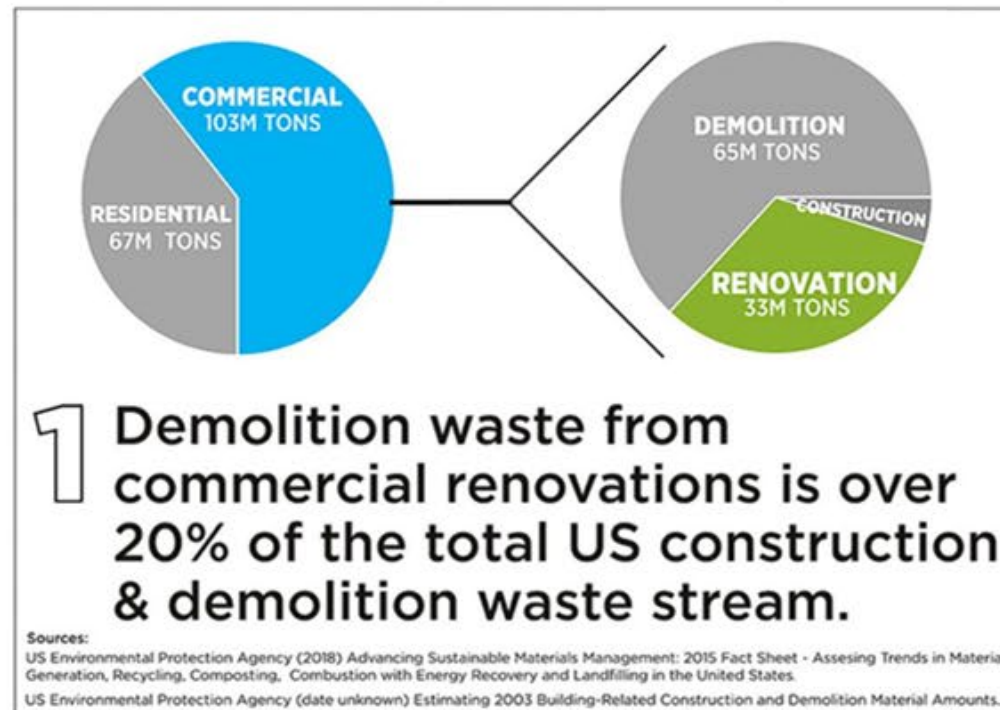 COMMERCIAL
103M TONS
RESIDENTIAL
67M TONS
DEMOLITION
65M TONS
CONSTRUCTION
RENOVATION
33M TONS
1 Demolition waste from
commercial renovations is over
20% of the total US construction
& demolition waste stream.
Sources:
US Environmental Protection Agency (2018) Advancing Sustainable Materials Management: 2015 Fact Sheet - Assesing Trends in Materia
Generation, Recycling, Composting, Combustion with Energy Recovery and Landfilling in the United States.
US Environmental Protection Agency (date unknown) Estimating 2003 Building-Related Construction and Demolition Material Amounts.